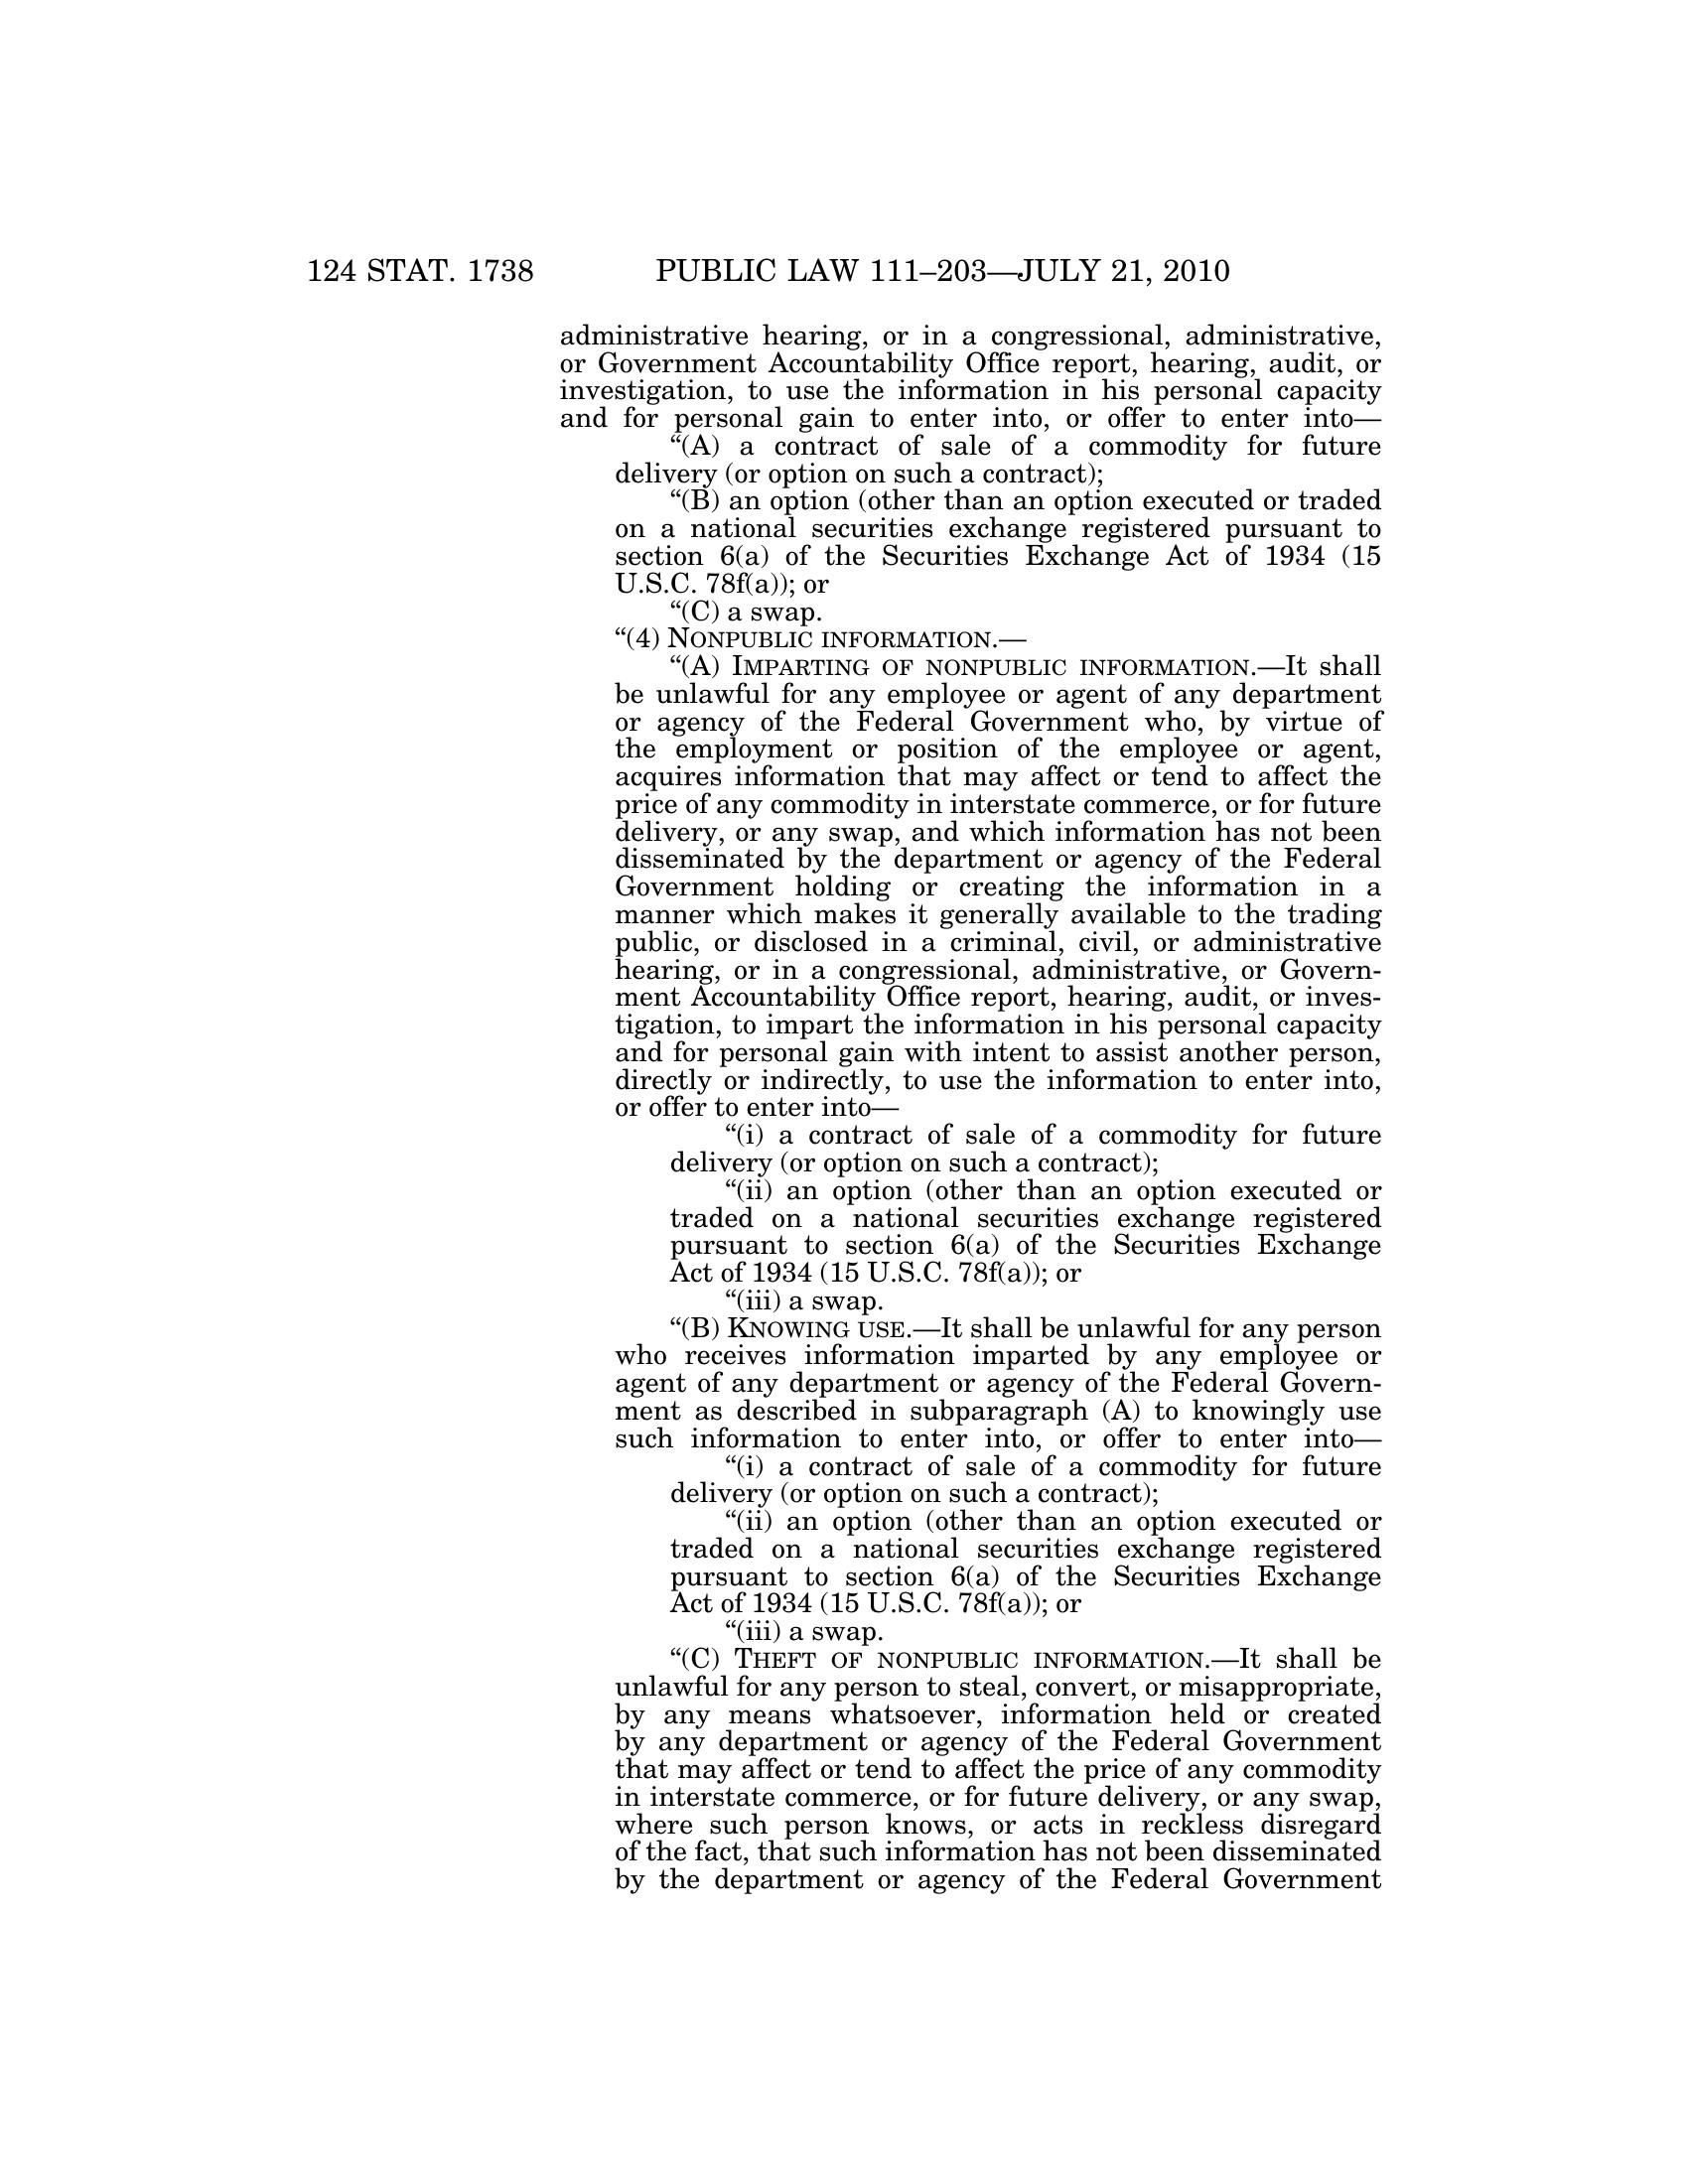 124 STAT. 1738 PUBLIC LAW 111–203—JULY 21, 2010
administrative hearing, or in a congressional, administrative,
or Government Accountability Office report, hearing, audit, or
investigation, to use the information in his personal capacity
and for personal gain to enter into, or offer to enter into—
“(A) a contract of sale of a commodity for future
delivery (or option on such a contract);
“(B) an option (other than an option executed or traded
on a national securities exchange registered pursuant to
section 6(a) of the Securities Exchange Act of 1934 (15
U.S.C. 78f(a)); or
“(C) a swap.
“(4) NONPUBLIC INFORMATION.—
“(A) IMPARTING OF NONPUBLIC INFORMATION.—It shall
be unlawful for any employee or agent of any department
or agency of the Federal Government who, by virtue of
the employment or position of the employee or agent,
acquires information that may affect or tend to affect the
price of any commodity in interstate commerce, or for future
delivery, or any swap, and which information has not been
disseminated by the department or agency of the Federal
Government holding or creating the information in a
manner which makes it generally available to the trading
public, or disclosed in a criminal, civil, or administrative
hearing, or in a congressional, administrative, or Govern-
ment Accountability Office report, hearing, audit, or inves-
tigation, to impart the information in his personal capacity
and for personal gain with intent to assist another person,
directly or indirectly, to use the information to enter into,
or offer to enter into—
“(i) a contract of sale of a commodity for future
delivery (or option on such a contract);
“(ii) an option (other than an option executed or
traded on a national securities exchange registered
pursuant to section 6(a) of the Securities Exchange
Act of 1934 (15 U.S.C. 78f(a)); or
“(iii) a swap.
“(B) KNOWING USE.—It shall be unlawful for any person
who receives information imparted by any employee or
agent of any department or agency of the Federal Govern-
ment as described in subparagraph (A) to knowingly use
such information to enter into, or offer to enter into—
“(i) a contract of sale of a commodity for future
delivery (or option on such a contract);
“(ii) an option (other than an option executed or
traded on a national securities exchange registered
pursuant to section 6(a) of the Securities Exchange
Act of 1934 (15 U.S.C. 78f(a)); or
“(iii) a swap.
“(C) THEFT OF NONPUBLIC INFORMATION.—It shall be
unlawful for any person to steal, convert, or misappropriate,
by any means whatsoever, information held or created
by any department or agency of the Federal Government
that may affect or tend to affect the price of any commodity
in interstate commerce, or for future delivery, or any swap,
where such person knows, or acts in reckless disregard
of the fact, that such information has not been disseminated
by the department or agency of the Federal Government